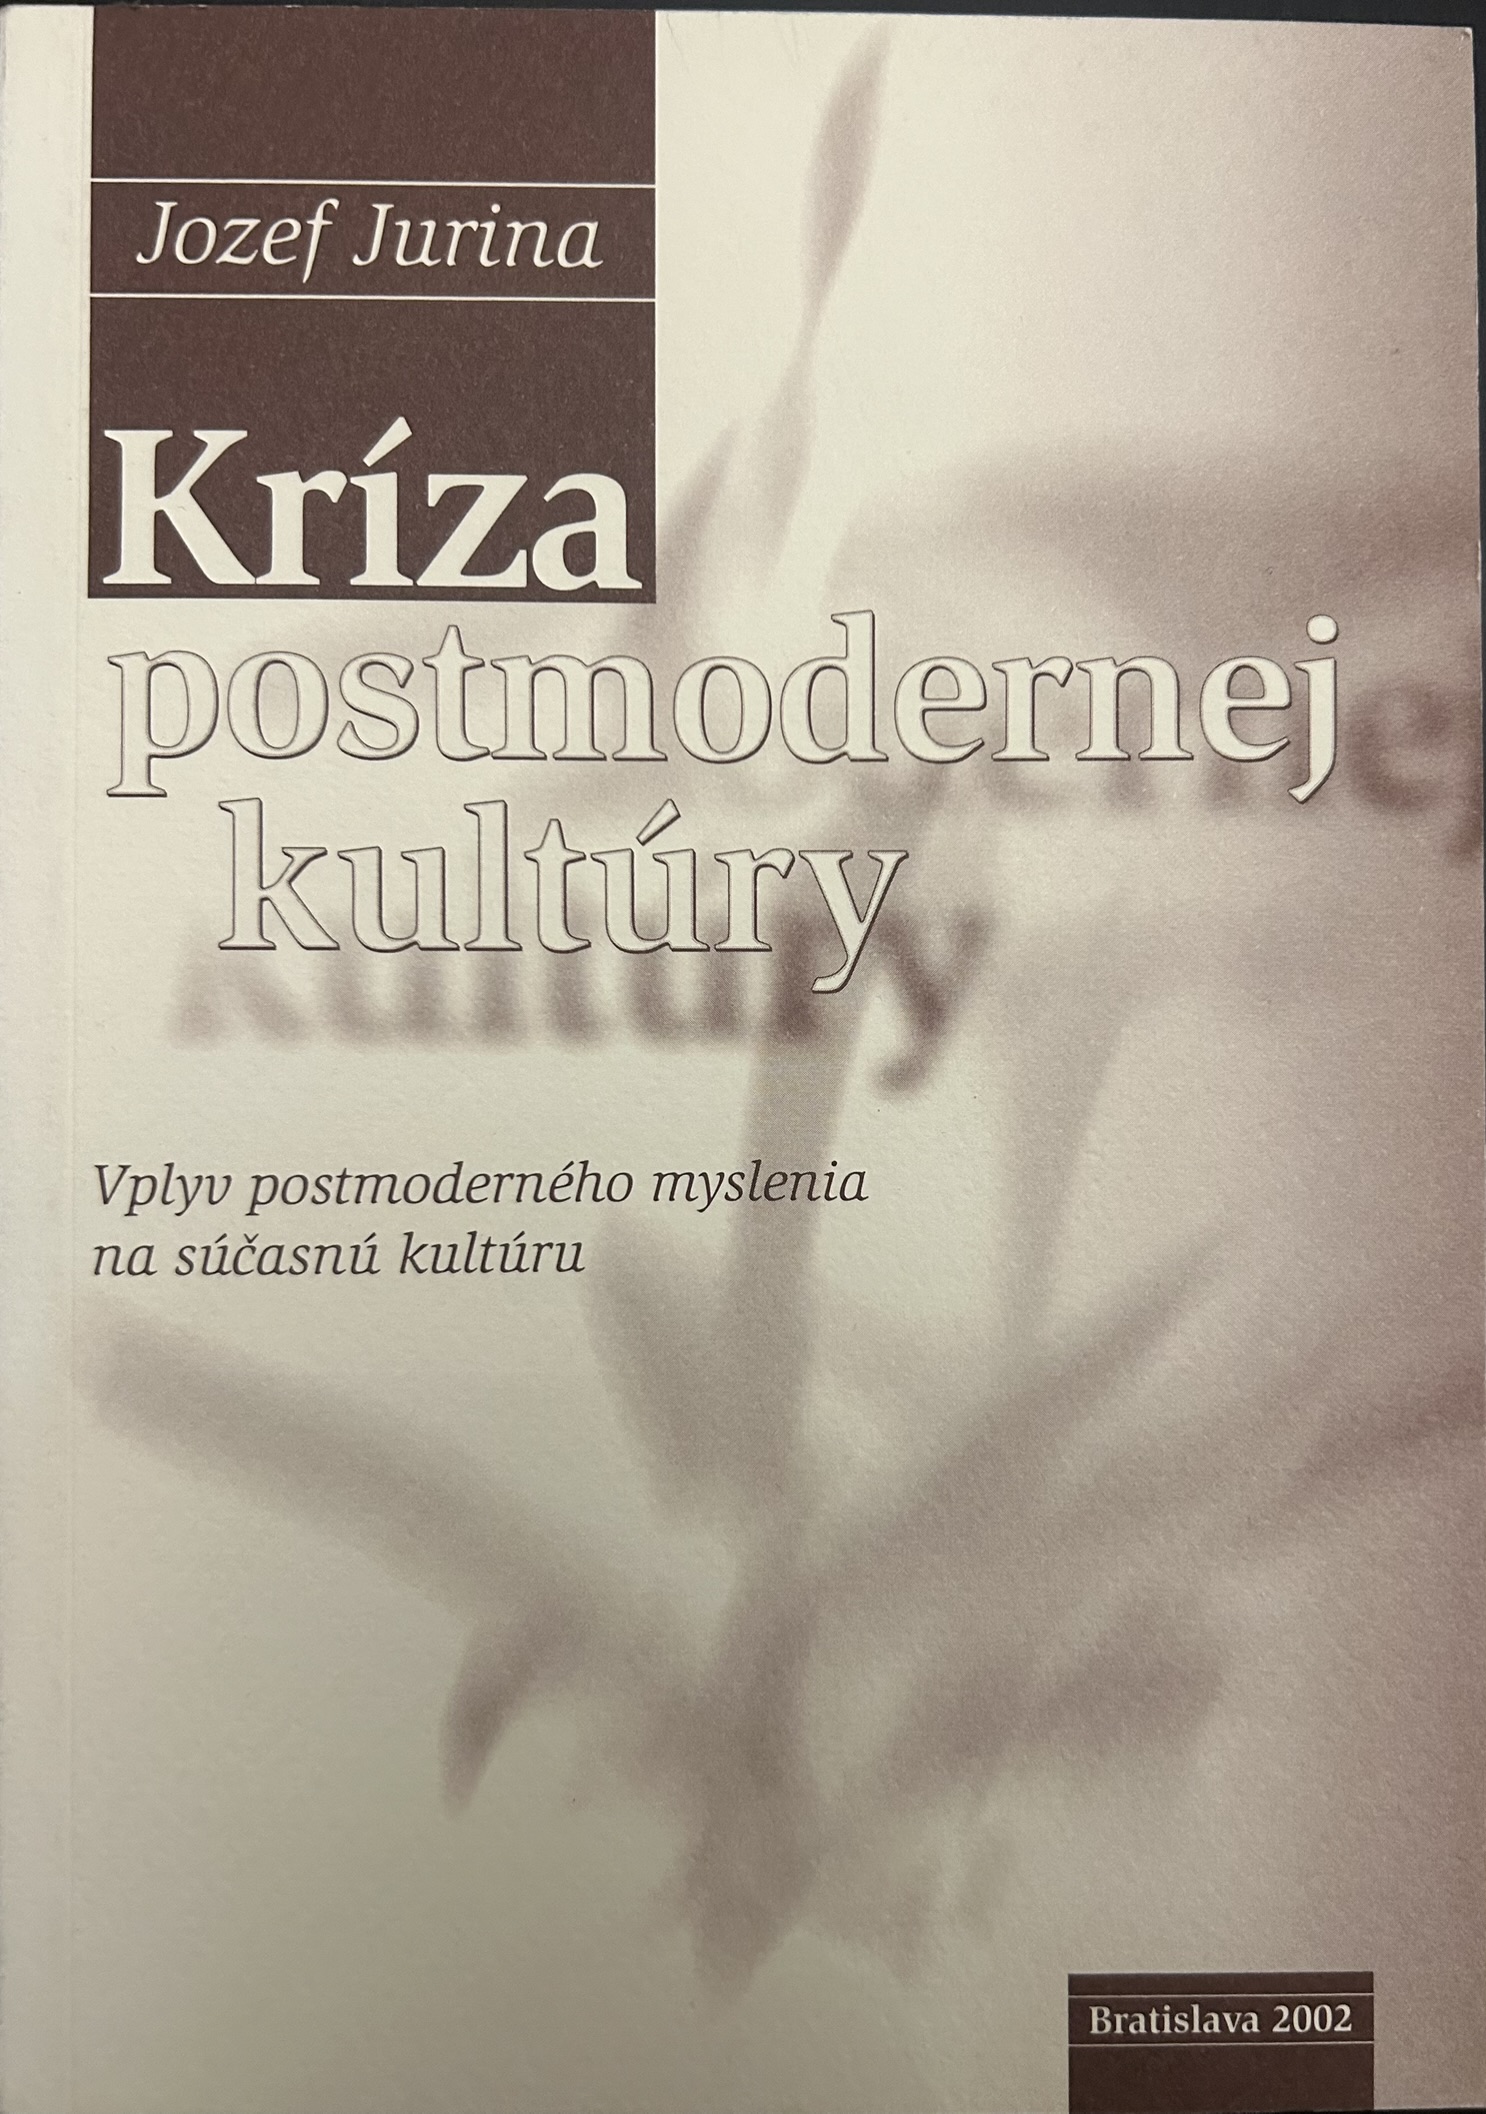 Jozef Jurina
Kríza
postmodernej
kultúry
Vplyv postmoderného myslenia
na súčasnú kultúru
Bratislava 2002